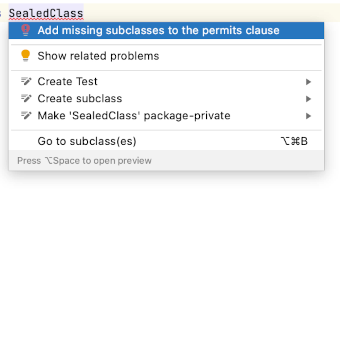 SealedClass
Add missing subclasses to the permits clause
Show related problems
Create Test
Create subclass
Make 'SealedClass' package-private
Go to subclass(es) ⌥⌘B
Press ⌥Space to open preview